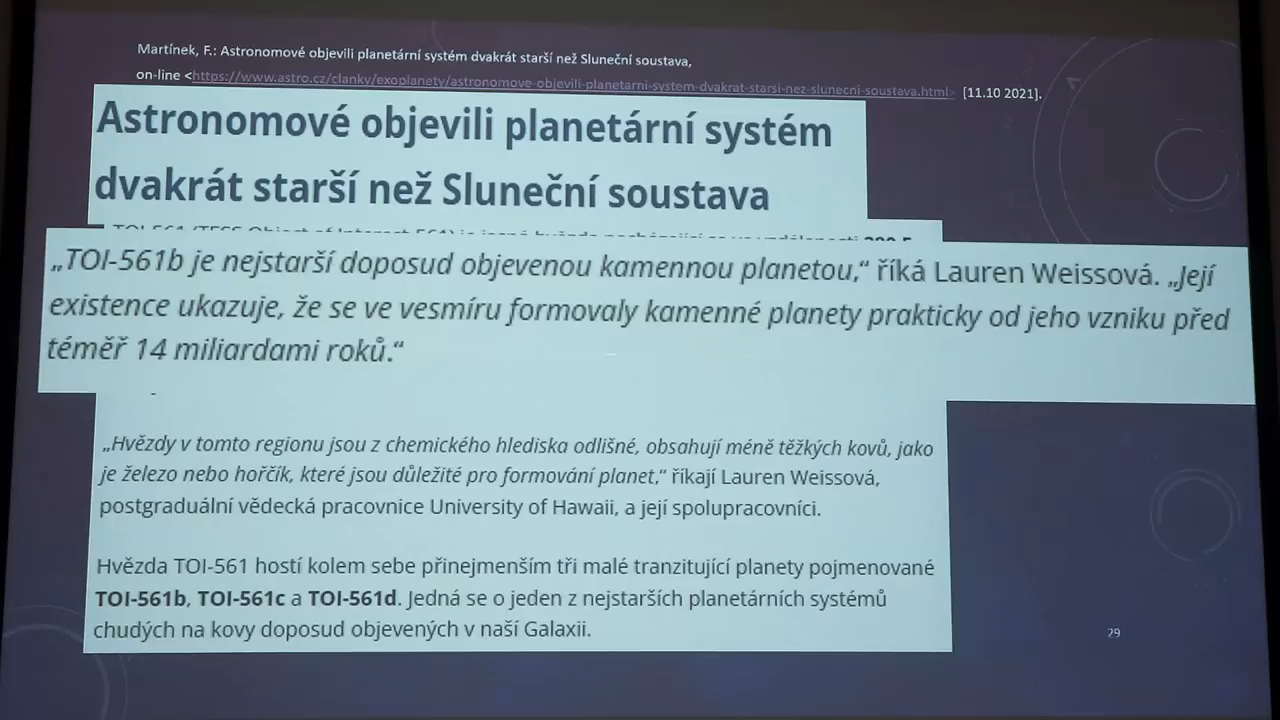 Martínek, F.: Astronomové objevili planetární systém dvakrát starší než Sluneční soustava,
on-line <https://www.astro.cz/clanky/exoplanety/astronomove-objevili-planetarni-system-dvakrat-starsi-nez-slunecni-soustava.html> [11.10 2021].
Astronomové objevili planetární systém
dvakrát starší než Sluneční soustava
„TOI-561b je nejstarší doposud objevenou kamennou planetou,“ říká Lauren Weissová. „Její
existence ukazuje, že se ve vesmíru formovaly kamenné planety prakticky od jeho vzniku před
téměř 14 miliardami roků.“
„Hvězdy v tomto regionu jsou z chemického hlediska odlišné, obsahují méně těžkých kovů, jako
je železo nebo hořčík, které jsou důležité pro formování planet,“ říkají Lauren Weissová,
postgraduální vědecká pracovnice University of Hawaii, a její spolupracovníci.
Hvězda TOI-561 hostí kolem sebe přinejmenším tři malé tranzitující planety pojmenované
TOI-561b, TOI-561c a TOI-561d. Jedná se o jeden z nejstarších planetárních systémů
chudých na kovy doposud objevených v naší Galaxii.
29